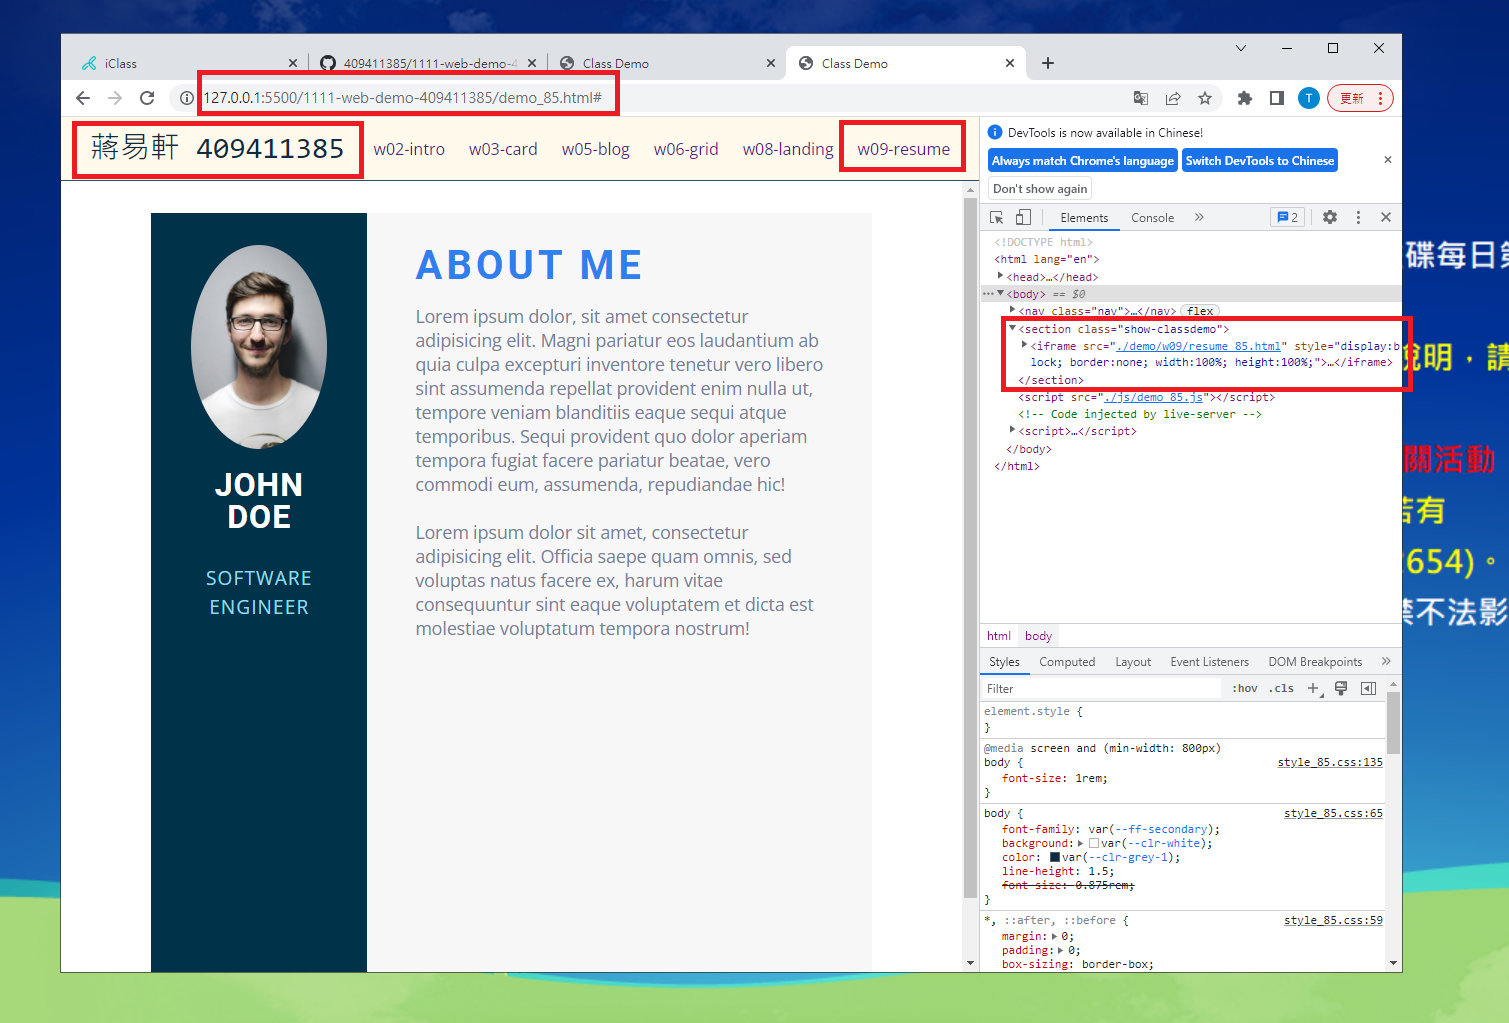 iClass
409411385/1111-web-demo-4
Class Demo
Class Demo
127.0.0.1:5500/1111-web-demo-409411385/demo_85.html#
T
更新
蔣易軒 409411385
w02-intro
w03-card
w05-blog
w06-grid
w08-landing
w09-resume
ABOUT ME
Lorem ipsum dolor, sit amet consectetur
adipisicing elit. Magni pariatur eos laudantium ab
quia culpa excepturi inventore tenetur vero libero
sint assumenda repellat provident enim nulla ut,
tempore veniam blanditiis eaque sequi atque
temporibus. Sequi provident quo dolor aperiam
tempora fugiat facere pariatur beatae, vero
commodi eum, assumenda, repudiandae hic!
Lorem ipsum dolor sit amet, consectetur
adipisicing elit. Officia saepe quam omnis, sed
voluptas natus facere ex, harum vitae
consequuntur sint eaque voluptatem et dicta est
molestiae voluptatum tempora nostrum!
JOHN
DOE
SOFTWARE
ENGINEER
DevTools is now available in Chinese!
Always match Chrome's language
Switch DevTools to Chinese
Don't show again
Elements
Console
2
<!DOCTYPE html>
<html lang="en">
<head>…</head>
<body> == $0
<nav class="nav">…</nav> flex
<section class="show-classdemo">
<iframe src="./demo/w09/resume_85.html" style="display:b
lock; border:none; width:100%; height:100%;">…</iframe>
</section>
<script src="./js/demo_85.js"></script>
<!-- Code injected by live-server -->
<script>…</script>
</body>
</html>
html
body
Styles
Computed
Layout
Event Listeners
DOM Breakpoints
Filter
:hov
.cls
element.style {
}
@media screen and (min-width: 800px)
body {
style_85.css:135
font-size: 1rem;
}
body {
style_85.css:65
font-family: var(--ff-secondary);
background: var(--clr-white);
color: var(--clr-grey-1);
line-height: 1.5;
font-size: 0.875rem;
}
*, ::after, ::before {
style_85.css:59
margin: 0;
padding: 0;
box-sizing: border-box;
碟每日
說明，請
關活動
若有
654)。
禁不法影